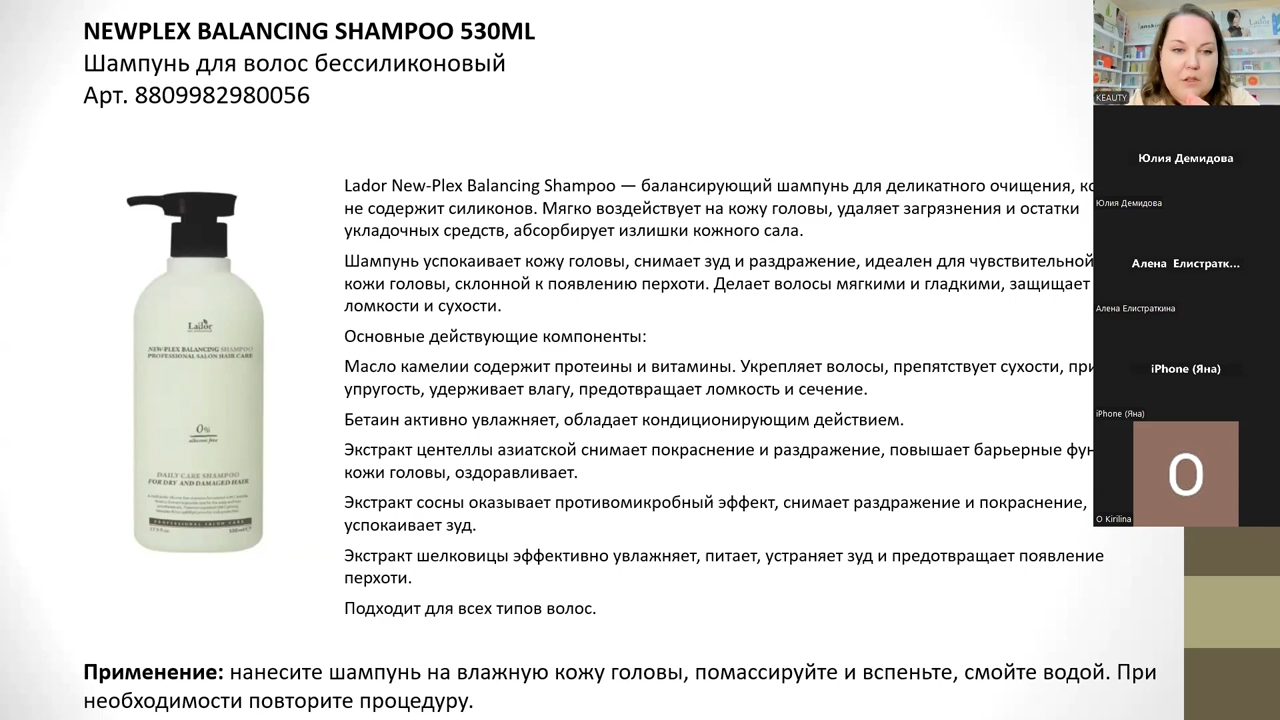 NEWPLEX BALANCING SHAMPOO 530ML
Шампунь для волос бессиликоновый
Арт. 8809982980056
Lador New-Plex Balancing Shampoo — балансирующий шампунь для деликатного очищения,
не содержит силиконов. Мягко воздействует на кожу головы, удаляет загрязнения и остатки
укладочных средств, абсорбирует излишки кожного сала.
Шампунь успокаивает кожу головы, снимает зуд и раздражение, идеален для чувствительной
кожи головы, склонной к появлению перхоти. Делает волосы мягкими и гладкими, защищает
ломкости и сухости.
Основные действующие компоненты:
Масло камелии содержит протеины и витамины. Укрепляет волосы, препятствует сухости,
упругость, удерживает влагу, предотвращает ломкость и сечение.
Бетаин активно увлажняет, обладает кондиционирующим действием.
Экстракт центеллы азиатской снимает покраснение и раздражение, повышает барьерные
кожи головы, оздоравливает.
Экстракт сосны оказывает противомикробный эффект, снимает раздражение и покраснение,
успокаивает зуд.
Экстракт шелковицы эффективно увлажняет, питает, устраняет зуд и предотвращает появление
перхоти.
Подходит для всех типов волос.
Применение: нанесите шампунь на влажную кожу головы, помассируйте и вспеньте, смойте водой. При
необходимости повторите процедуру.
Lador
NEWPLEX BALANCING SHAMPOO
PROFESSIONAL SALON HAIR CARE
0%
silicone free
DAILY CARE SHAMPOO
FOR DRY AND DAMAGED HAIR
PROFESSIONAL SALON CARE
Lador
KEAUTY
Юлия Демидова
Юлия Демидова
Алена Елистратк...
Алена Елистраткина
iPhone (Яна)
iPhone (Яна)
O
O Kirilina